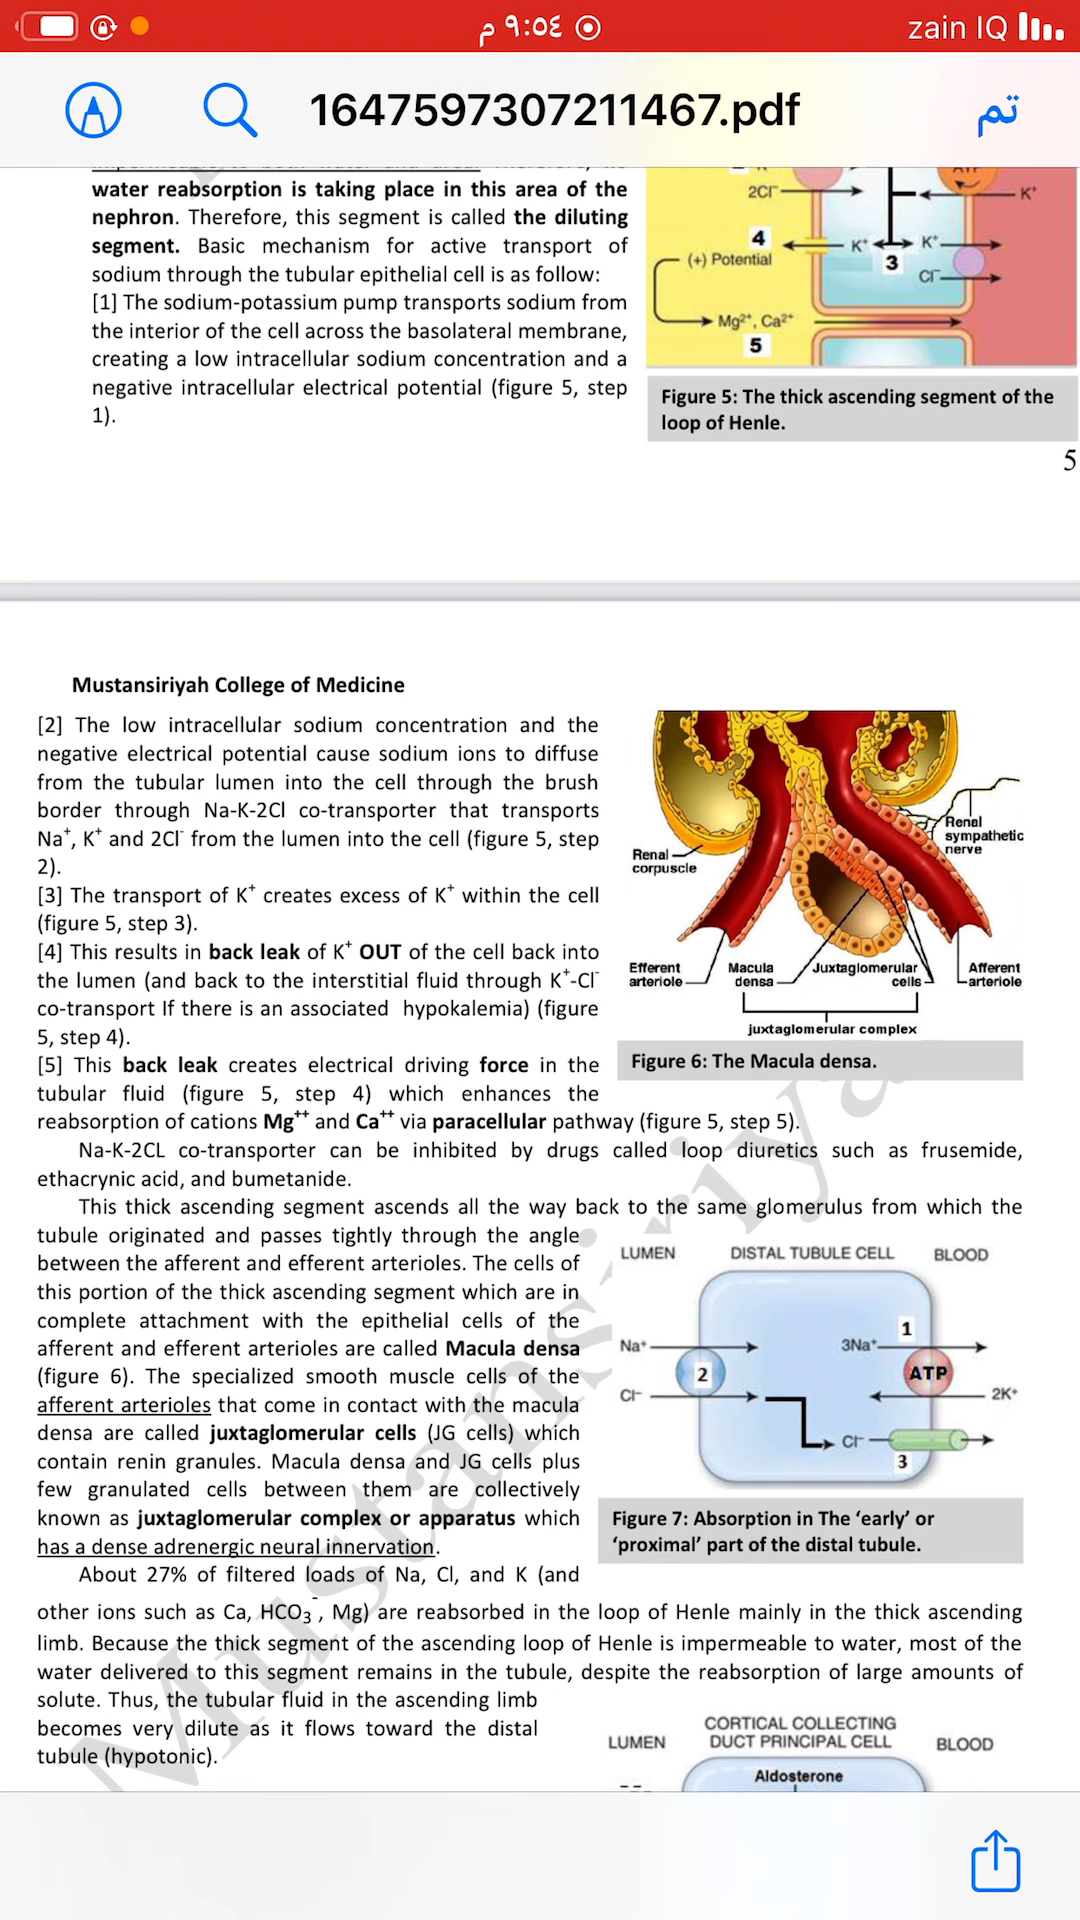 ٩:٥٤ م
zain IQ
1647597307211467.pdf
تم
water reabsorption is taking place in this area of the
nephron. Therefore, this segment is called the diluting
segment. Basic mechanism for active transport of
sodium through the tubular epithelial cell is as follow:
[1] The sodium-potassium pump transports sodium from
the interior of the cell across the basolateral membrane,
creating a low intracellular sodium concentration and a
negative intracellular electrical potential (figure 5, step
1).
2Cl⁻
K⁺
4
(+) Potential
K⁺
K⁺
3
Cl⁻
Mg²⁺, Ca²⁺
5
Figure 5: The thick ascending segment of the
loop of Henle.
5
Mustansiriyah College of Medicine
[2] The low intracellular sodium concentration and the
negative electrical potential cause sodium ions to diffuse
from the tubular lumen into the cell through the brush
border through Na-K-2Cl co-transporter that transports
Na⁺, K⁺ and 2Cl⁻ from the lumen into the cell (figure 5, step
2).
[3] The transport of K⁺ creates excess of K⁺ within the cell
(figure 5, step 3).
[4] This results in back leak of K⁺ OUT of the cell back into
the lumen (and back to the interstitial fluid through K⁺-Cl⁻
co-transport If there is an associated hypokalemia) (figure
5, step 4).
[5] This back leak creates electrical driving force in the
tubular fluid (figure 5, step 4) which enhances the
reabsorption of cations Mg⁺⁺ and Ca⁺⁺ via paracellular pathway (figure 5, step 5).
Renal
corpuscle
Renal
sympathetic
nerve
Efferent
arteriole
Macula
densa
Juxtaglomerular
cells
Afferent
arteriole
juxtaglomerular complex
Figure 6: The Macula densa.
Na-K-2CL co-transporter can be inhibited by drugs called loop diuretics such as frusemide,
ethacrynic acid, and bumetanide.
This thick ascending segment ascends all the way back to the same glomerulus from which the
tubule originated and passes tightly through the angle
between the afferent and efferent arterioles. The cells of
this portion of the thick ascending segment which are in
complete attachment with the epithelial cells of the
afferent and efferent arterioles are called Macula densa
(figure 6). The specialized smooth muscle cells of the
afferent arterioles that come in contact with the macula
densa are called juxtaglomerular cells (JG cells) which
contain renin granules. Macula densa and JG cells plus
few granulated cells between them are collectively
known as juxtaglomerular complex or apparatus which
has a dense adrenergic neural innervation.
LUMEN
DISTAL TUBULE CELL
BLOOD
1
Na⁺
3Na⁺
2
ATP
Cl⁻
2K⁺
Cl⁻
3
Figure 7: Absorption in The ‘early’ or
‘proximal’ part of the distal tubule.
About 27% of filtered loads of Na, Cl, and K (and
other ions such as Ca, HCO₃⁻, Mg) are reabsorbed in the loop of Henle mainly in the thick ascending
limb. Because the thick segment of the ascending loop of Henle is impermeable to water, most of the
water delivered to this segment remains in the tubule, despite the reabsorption of large amounts of
solute. Thus, the tubular fluid in the ascending limb
becomes very dilute as it flows toward the distal
tubule (hypotonic).
LUMEN
CORTICAL COLLECTING
DUCT PRINCIPAL CELL
BLOOD
Aldosterone
Mustansiriya